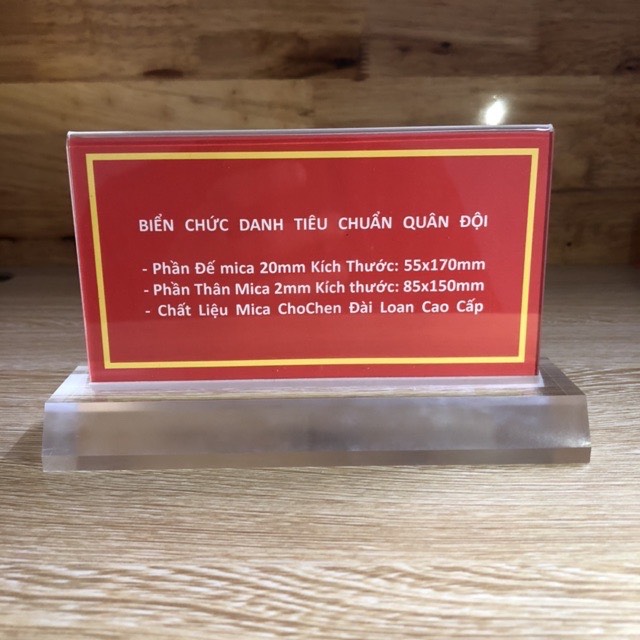 BIỂN CHỨC DANH TIÊU CHUẨN QUÂN ĐỘI
- Phần Đế mica 20mm Kích Thước: 55x170mm
- Phần Thân Mica 2mm Kích thước: 85x150mm
- Chất Liệu Mica ChoChen Đài Loan Cao Cấp